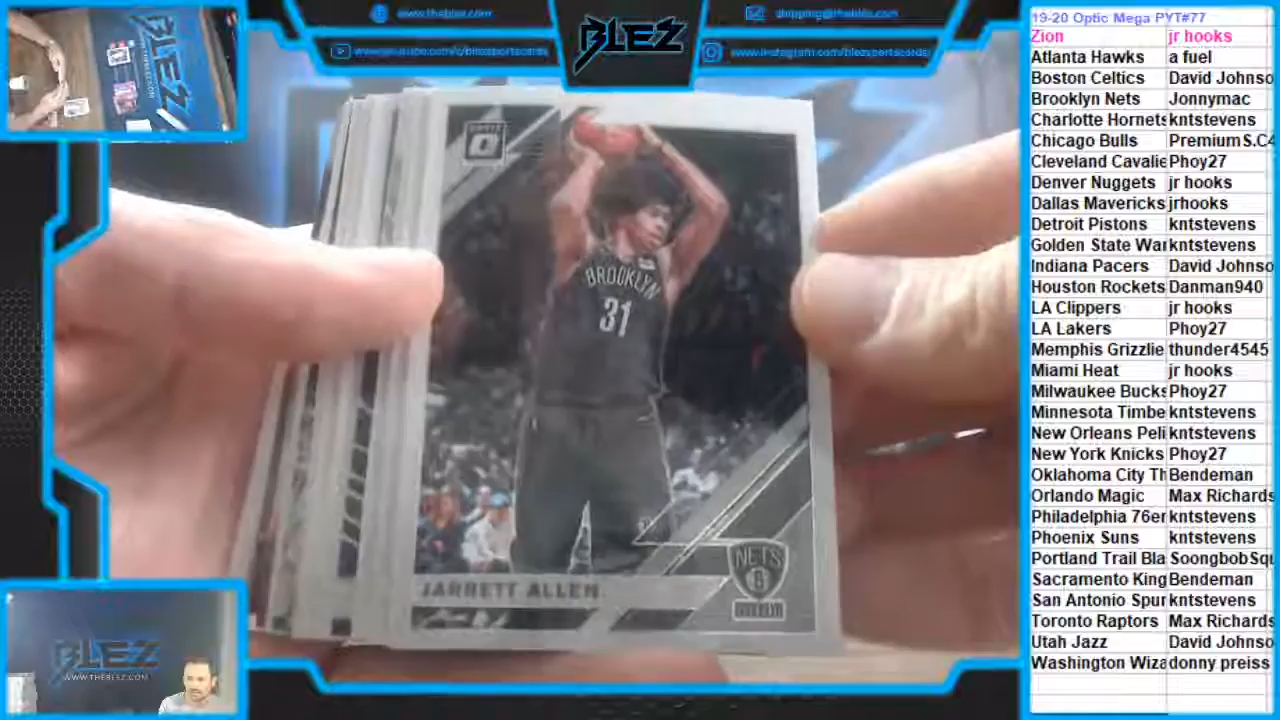 www.theblez.com
BLEZ
shipping@theblez.com
www.youtube.com/c/blezsportscards
www.instagram.com/blezsportscards/
OPTIC
BROOKLYN
31
JARRETT ALLEN
NETS
B
BROOKLYN
BLEZ
BLEZ
WWW.THEBLEZ.COM
19-20 Optic Mega PYT#77
Zion jr hooks
Atlanta Hawks a fuel
Boston Celtics David Johnso
Brooklyn Nets Jonnymac
Charlotte Hornets kntstevens
Chicago Bulls PremiumS.C4
Cleveland Cavalie Phoy27
Denver Nuggets jr hooks
Dallas Mavericks jrhooks
Detroit Pistons kntstevens
Golden State War kntstevens
Indiana Pacers David Johnso
Houston Rockets Danman940
LA Clippers jr hooks
LA Lakers Phoy27
Memphis Grizzlie thunder4545
Miami Heat jr hooks
Milwaukee Bucks Phoy27
Minnesota Timbe kntstevens
New Orleans Peli kntstevens
New York Knicks Phoy27
Oklahoma City Th Bendeman
Orlando Magic Max Richards
Philadelphia 76er kntstevens
Phoenix Suns kntstevens
Portland Trail Bla SoongbobSqu
Sacramento King Bendeman
San Antonio Spur kntstevens
Toronto Raptors Max Richards
Utah Jazz David Johnso
Washington Wiza donny preiss